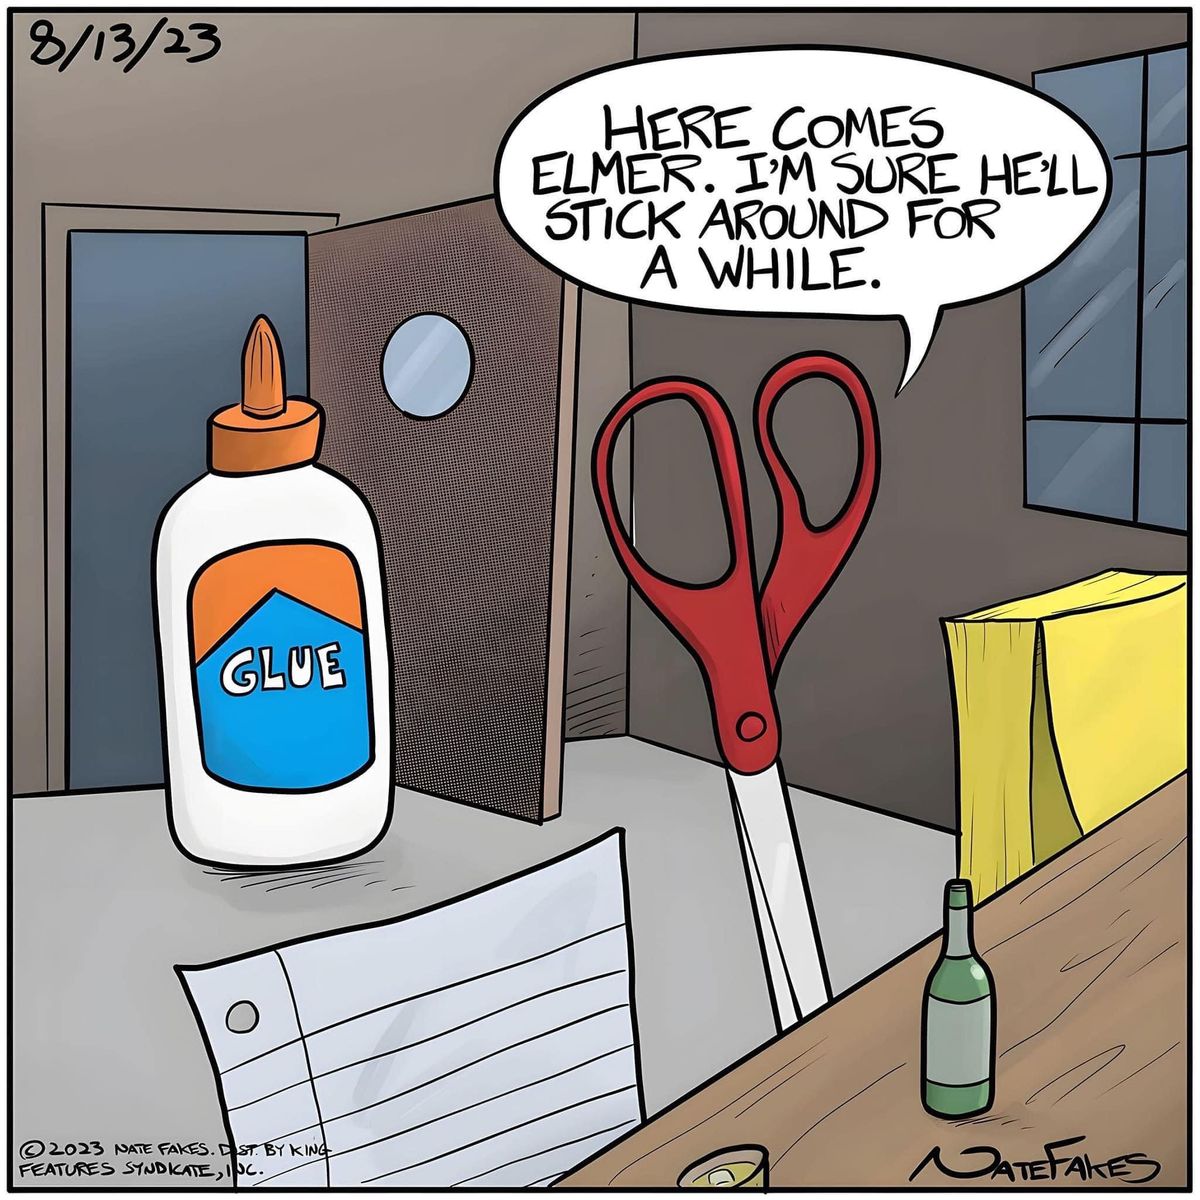 8/13/23
HERE COMES
ELMER. I'M SURE HE'LL
STICK AROUND FOR
A WHILE.
GLUE
©2023 NATE FAKES. DIST. BY KING
FEATURES SYNDICATE, INC.
NATEFAKES